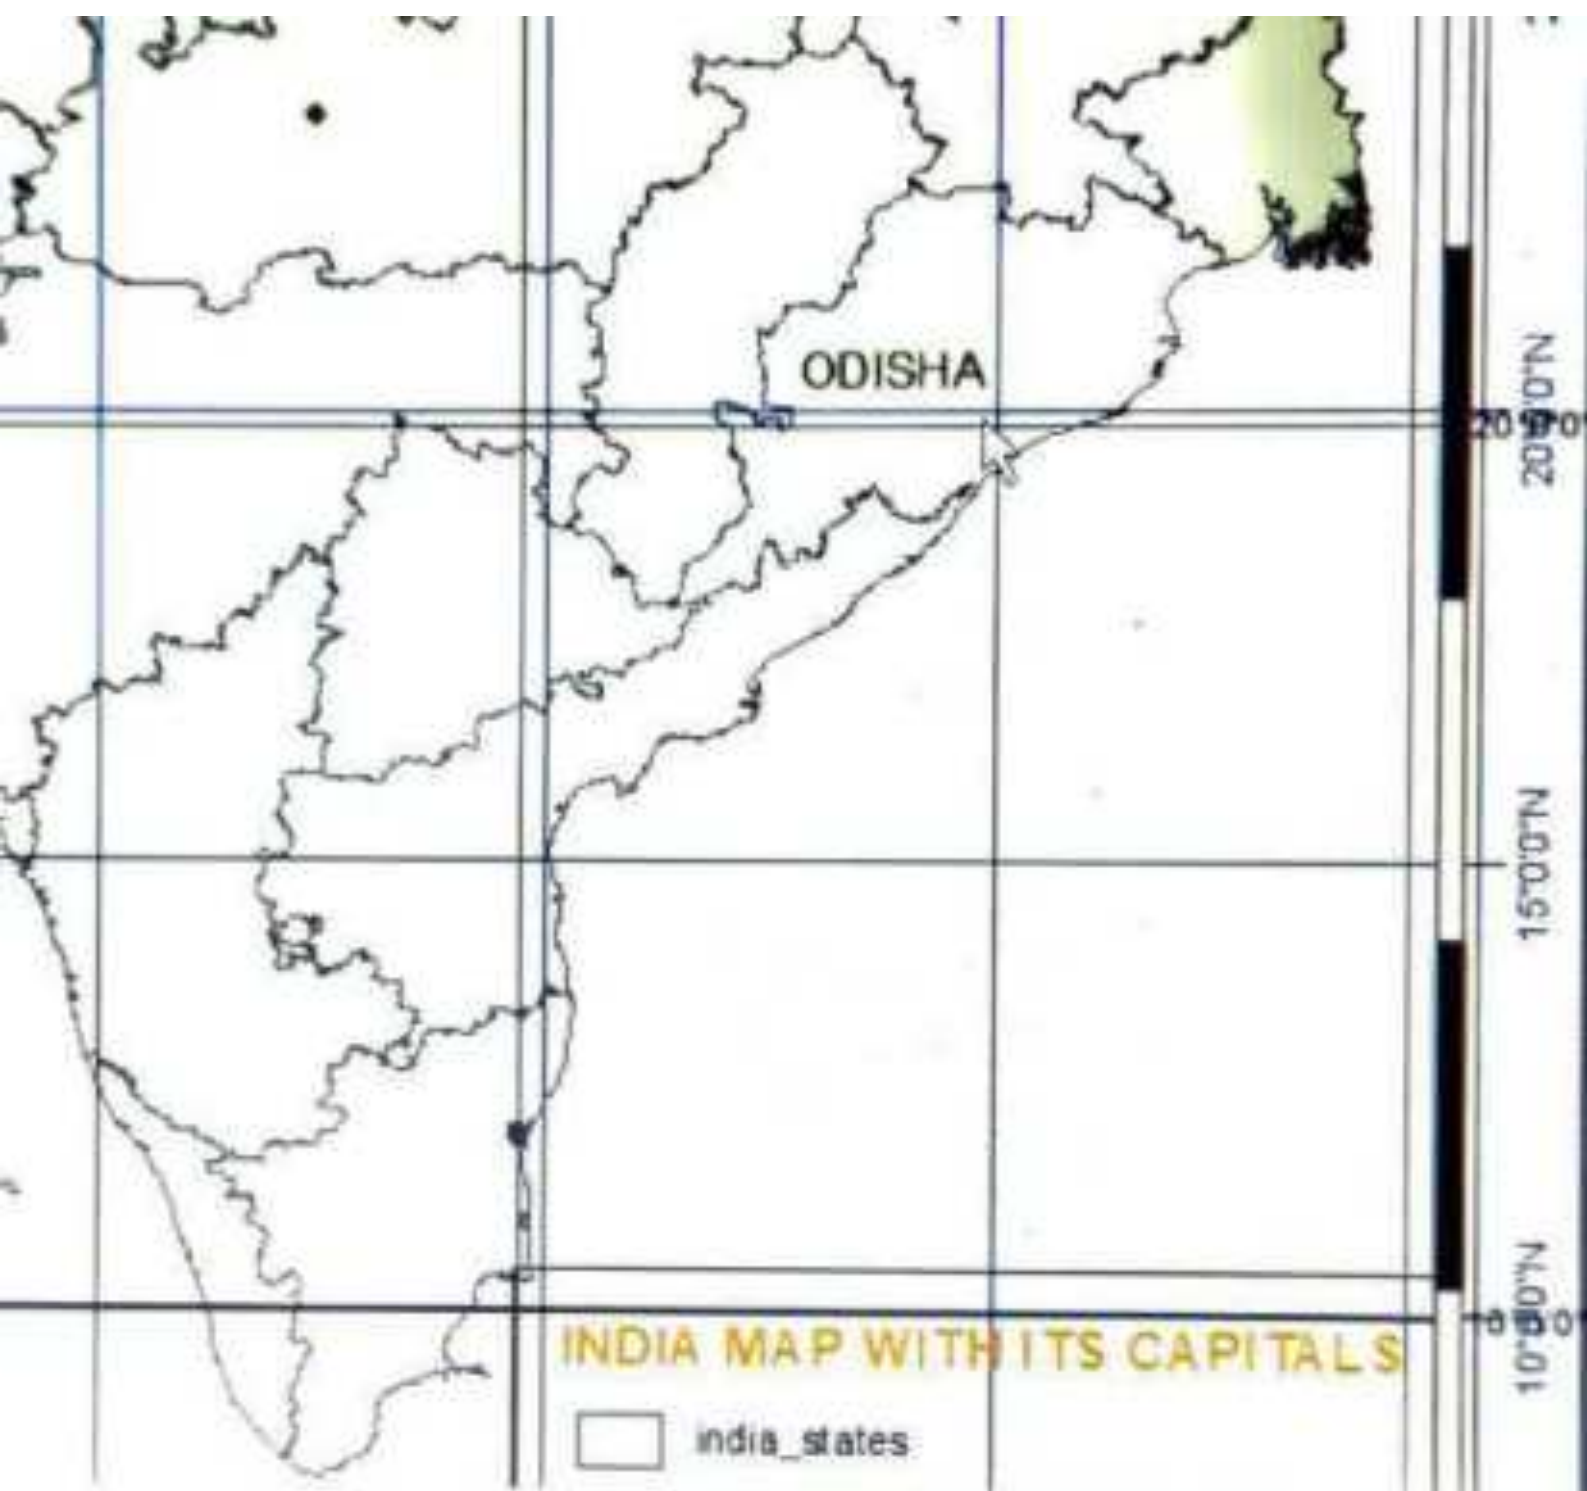 ODISHA
20°0'0"N
15°0'0"N
10°0'0"N
INDIA MAP WITH ITS CAPITALS
india_states